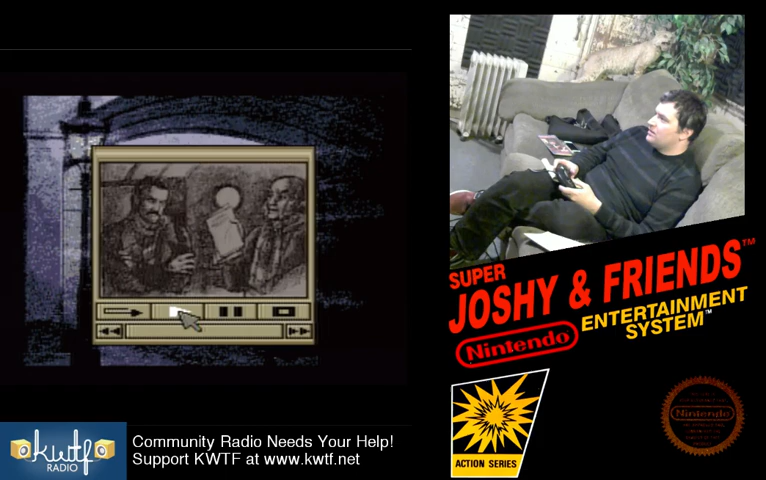 SUPER
JOSHY & FRIENDS™
Nintendo®
ENTERTAINMENT
SYSTEM™
ACTION SERIES
Nintendo
kwtf
RADIO
Community Radio Needs Your Help!
Support KWTF at www.kwtf.net